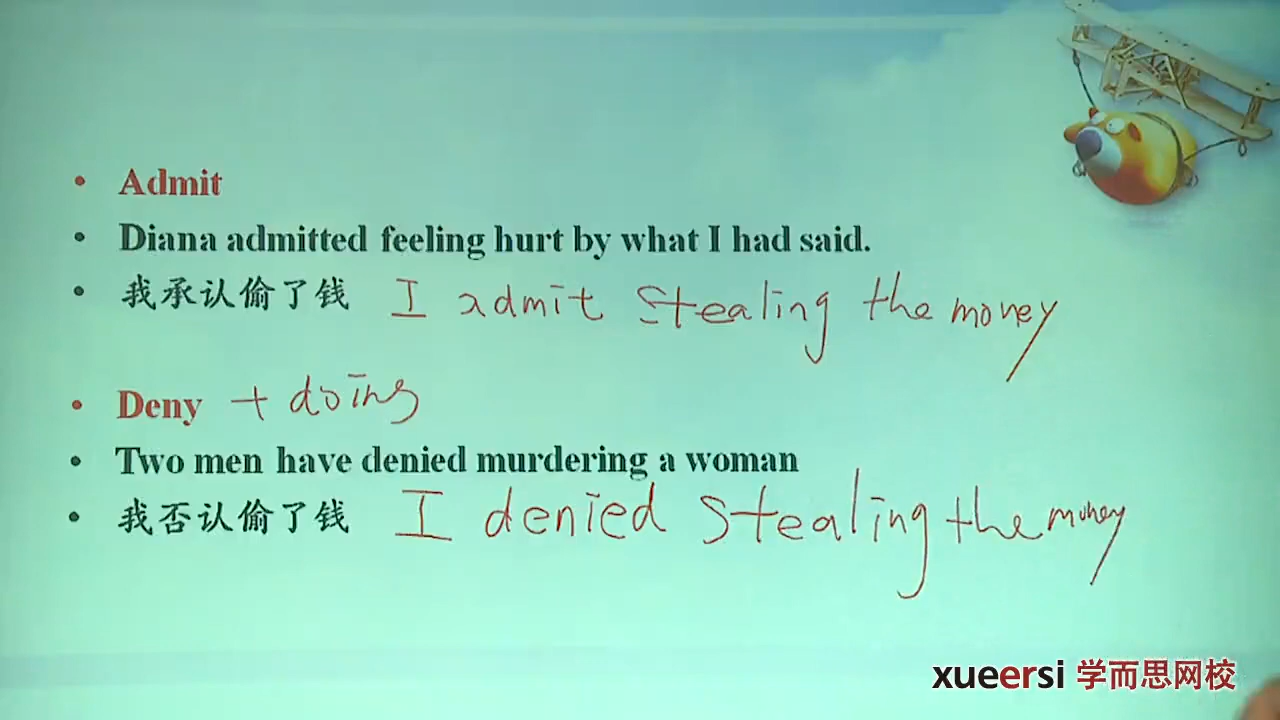 • Admit
• Diana admitted feeling hurt by what I had said.
• 我承认偷了钱 I admit stealing the money
• Deny + doing
• Two men have denied murdering a woman
• 我否认偷了钱 I denied stealing the money
xueersi 学而思网校